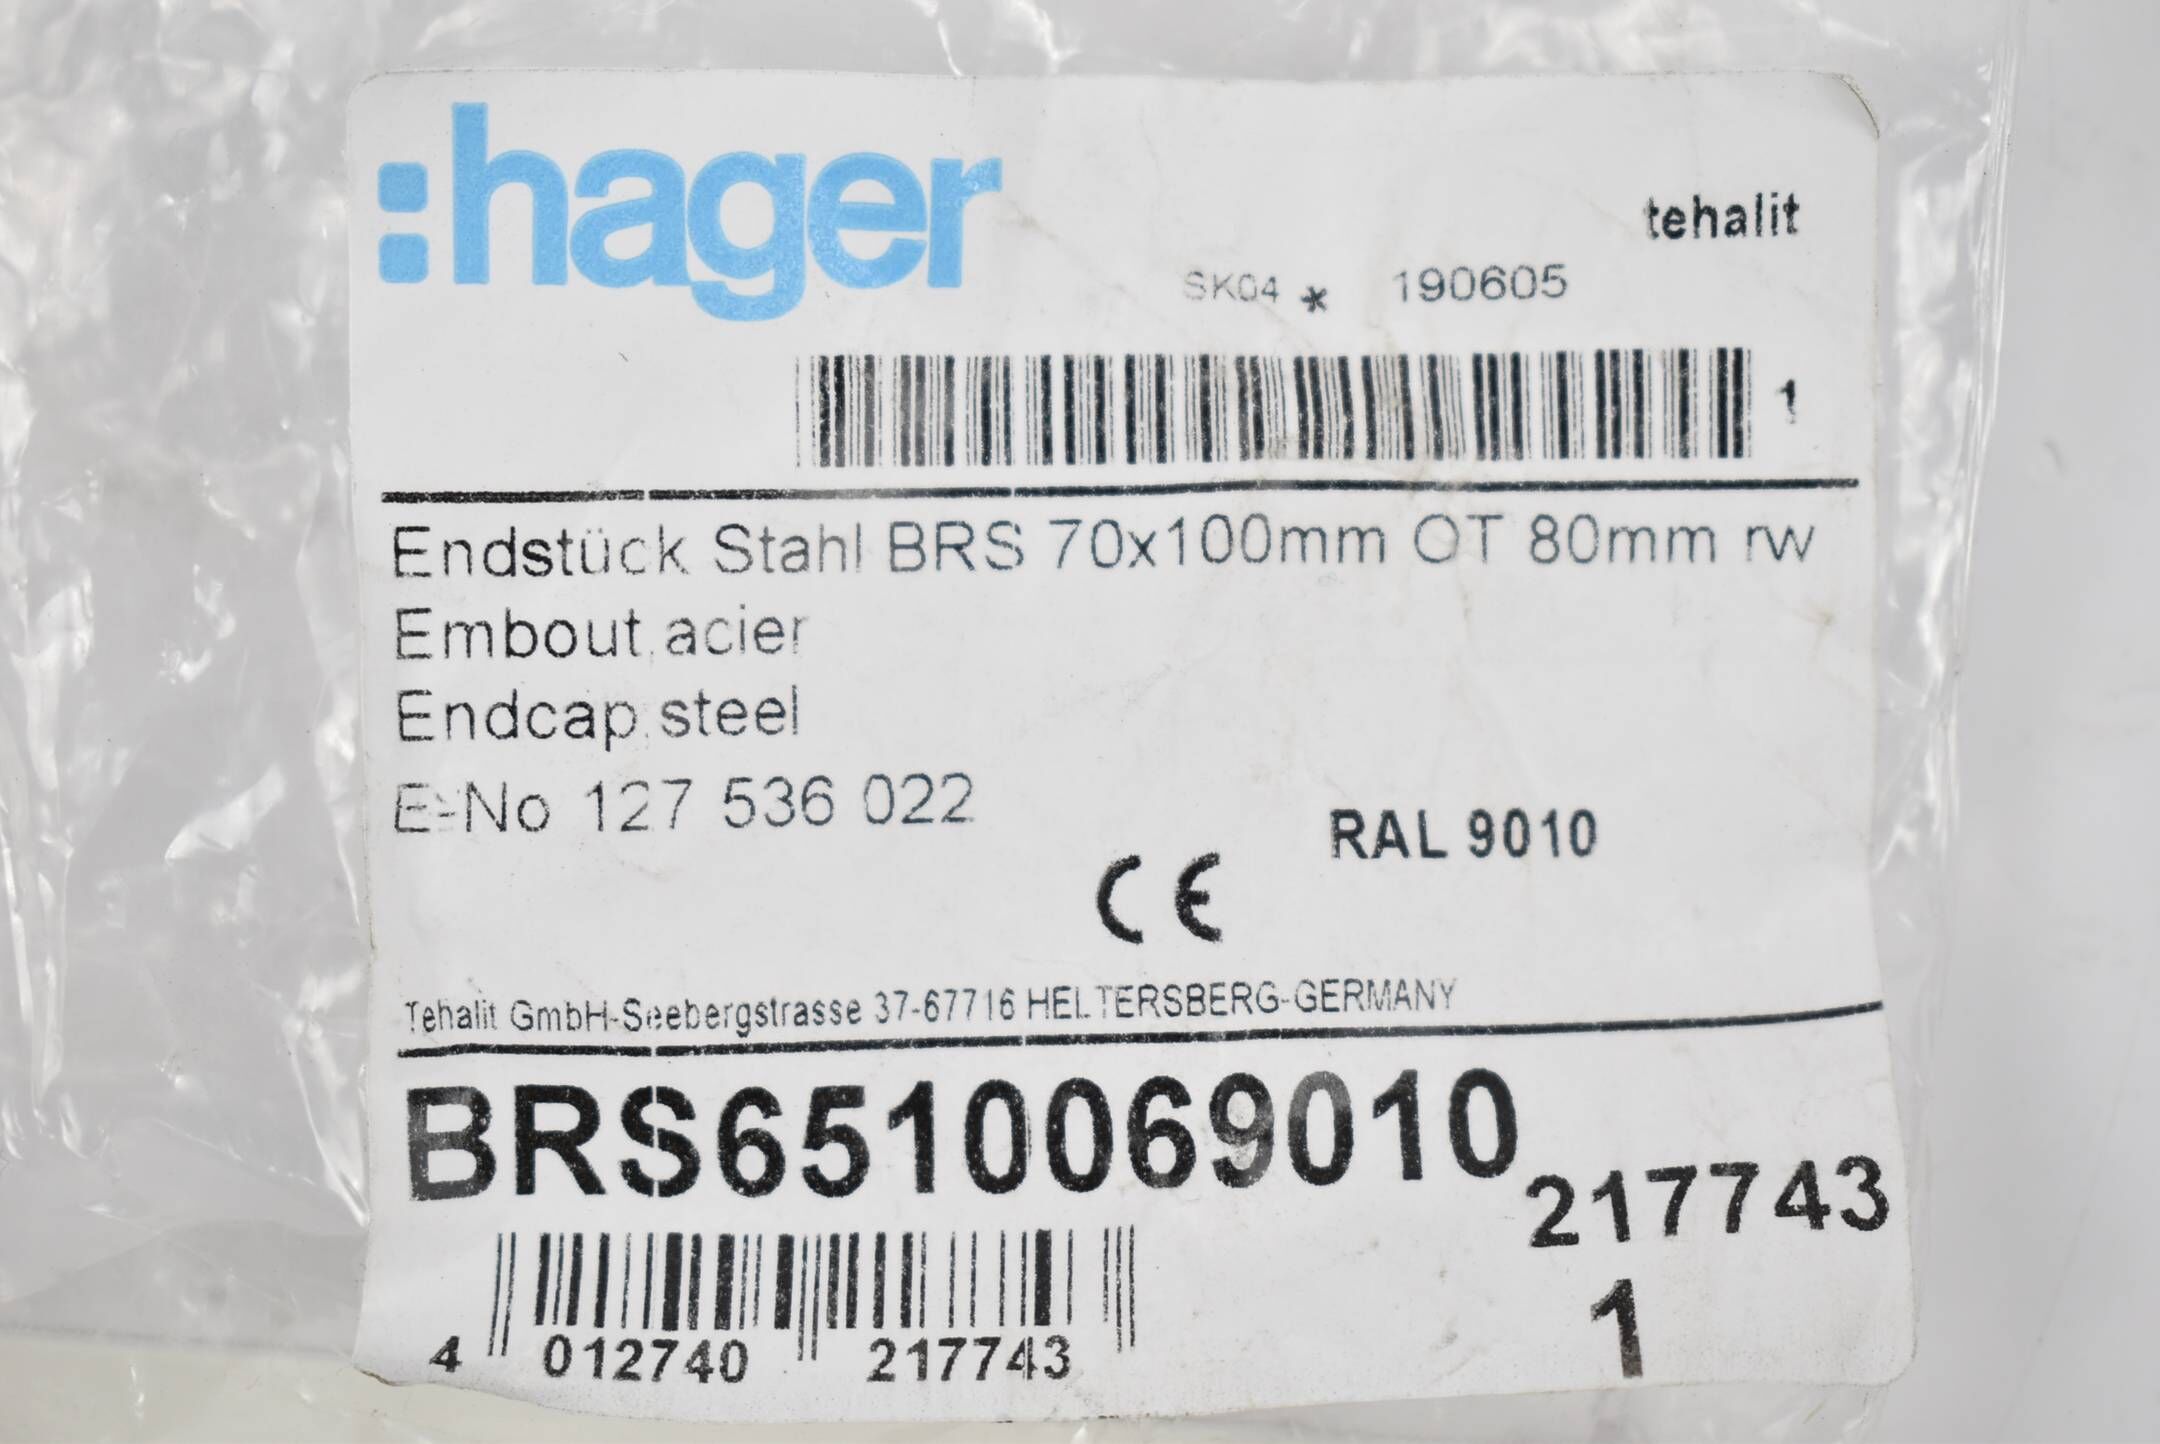 :hager
tehalit
SK04 * 190605
1
Endstück Stahl BRS 70x100mm OT 80mm rw
Embout,acier
Endcap,steel
E-No 127 536 022
RAL 9010
CE
Tehalit GmbH-Seebergstrasse 37-67716 HELTERSBERG-GERMANY
BRS6510069010
217743
1
4 012740 217743